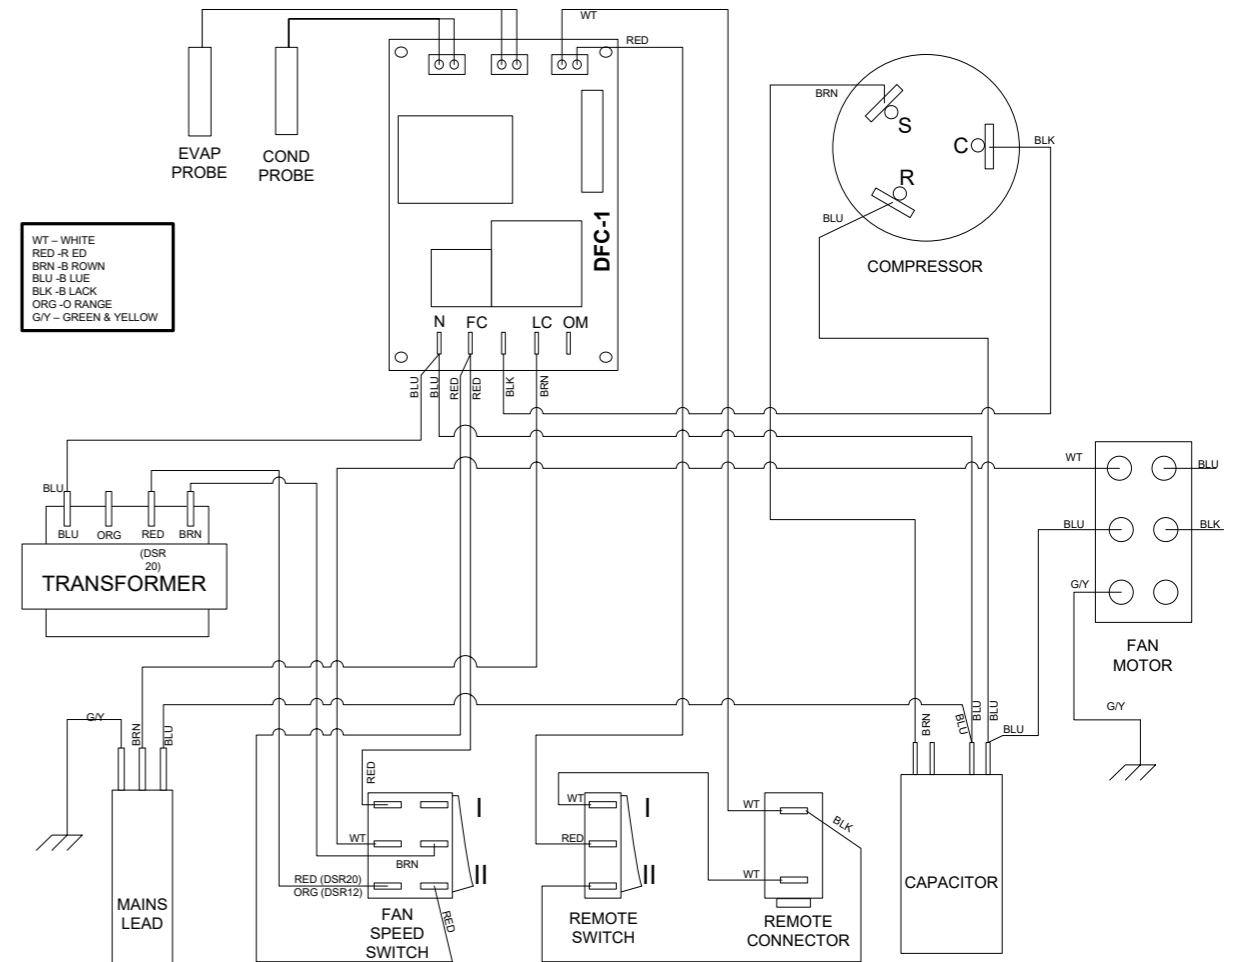 WT
RED
EVAP
PROBE
COND
PROBE
DFC-1
N
FC
LC
OM
BRN
S
C
BLK
R
BLU
COMPRESSOR
WT – WHITE
RED -R ED
BRN -B ROWN
BLU -B LUE
BLK -B LACK
ORG -O RANGE
G/Y – GREEN & YELLOW
BLU
BLU
RED
RED
BLK
BRN
BLU
BLU
ORG
RED
BRN
(DSR
20)
TRANSFORMER
WT
BLU
BLU
BLK
G/Y
FAN
MOTOR
G/Y
G/Y
BRN
BLU
MAINS
LEAD
RED
WT
BRN
RED (DSR20)
ORG (DSR12)
I
II
RED
FAN
SPEED
SWITCH
WT
RED
I
II
REMOTE
SWITCH
WT
BLK
WT
REMOTE
CONNECTOR
BRN
BLU
BLU
BLU
BLU
CAPACITOR